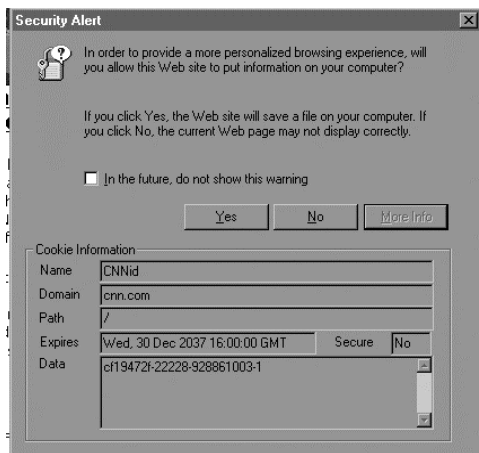 Security Alert
In order to provide a more personalized browsing experience, will
you allow this Web site to put information on your computer?
If you click Yes, the Web site will save a file on your computer. If
you click No, the current Web page may not display correctly.
In the future, do not show this warning
Yes No More Info
Cookie Information
Name CNNid
Domain cnn.com
Path /
Expires Wed, 30 Dec 2037 16:00:00 GMT Secure No
Data cf19472f-22228-928861003-1